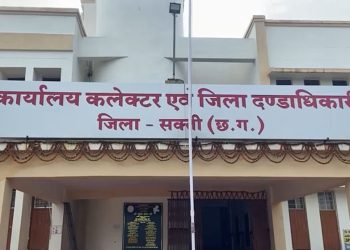 कार्यालय कलेक्टर एवं जिला दण्डाधिकारी
जिला - सक्ती (छ.ग.)